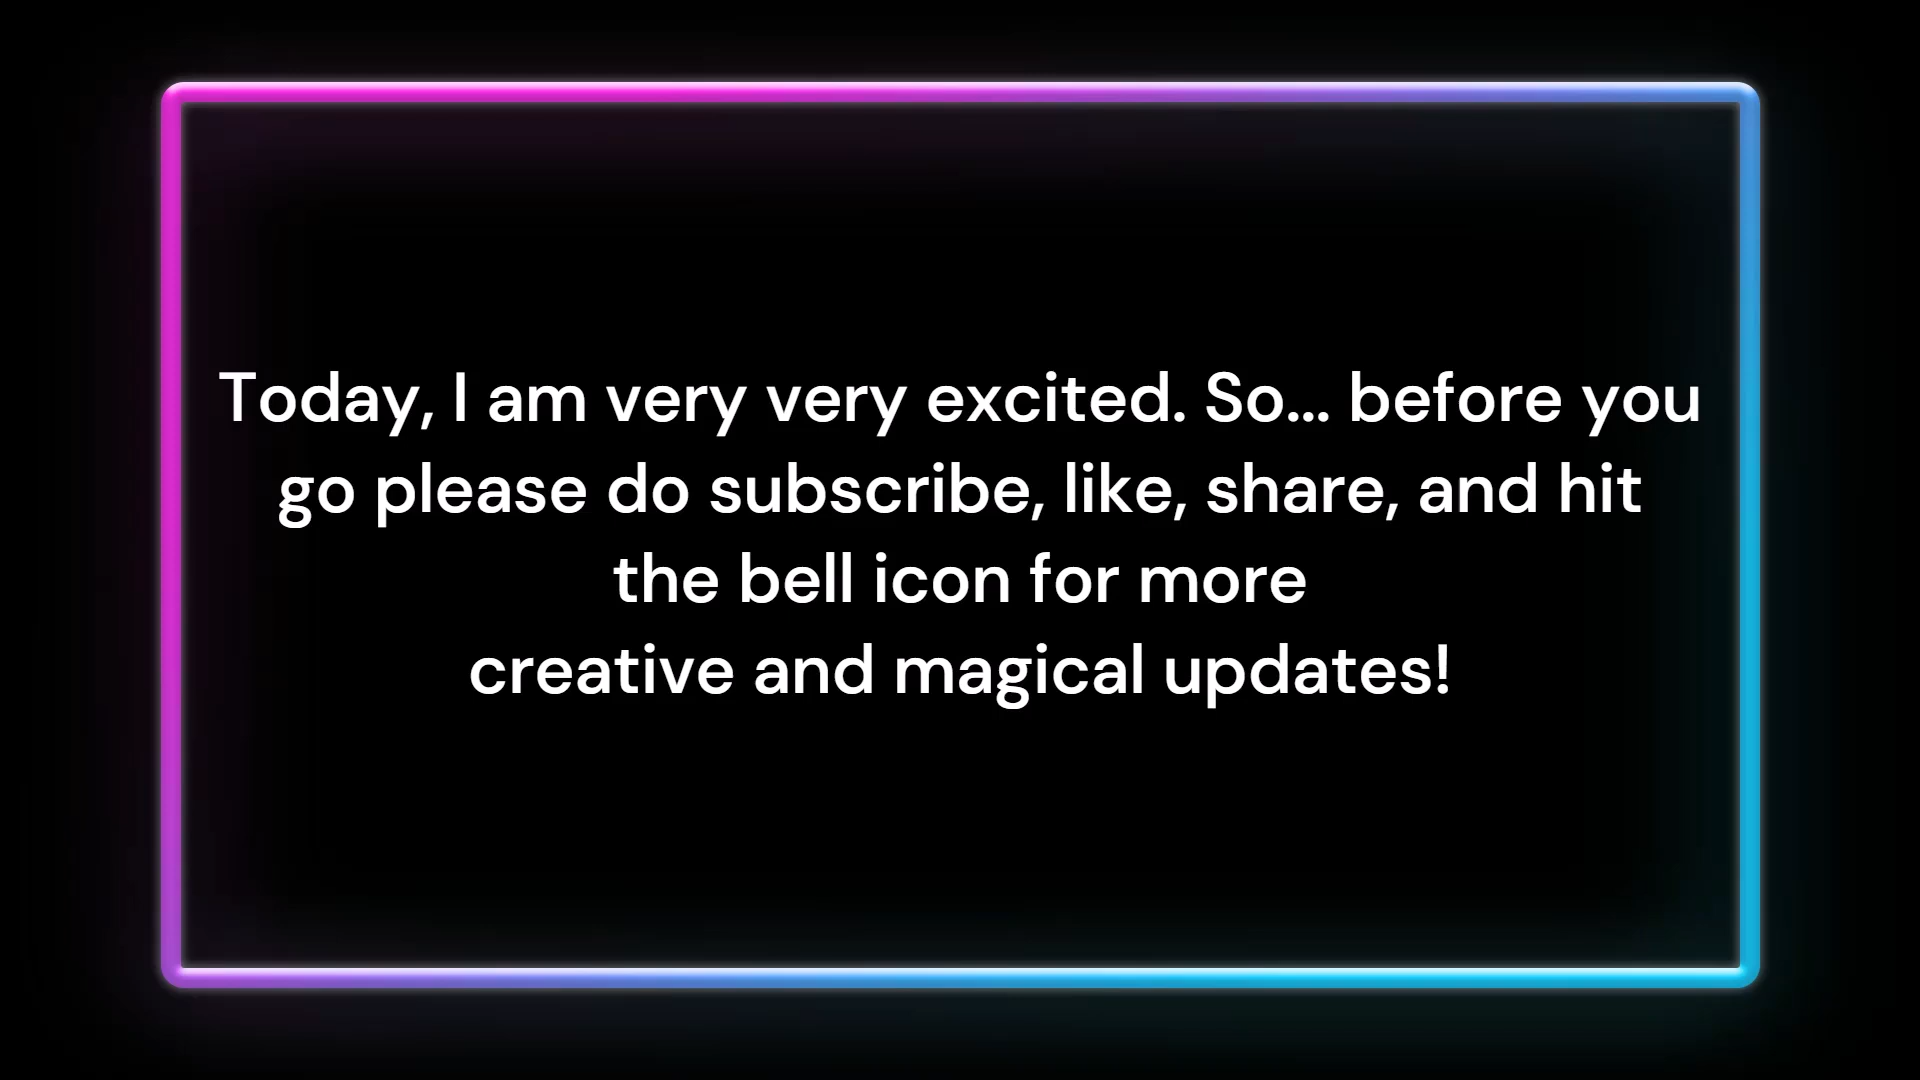 Today, I am very very excited. So... before you
go please do subscribe, like, share, and hit
the bell icon for more
creative and magical updates!